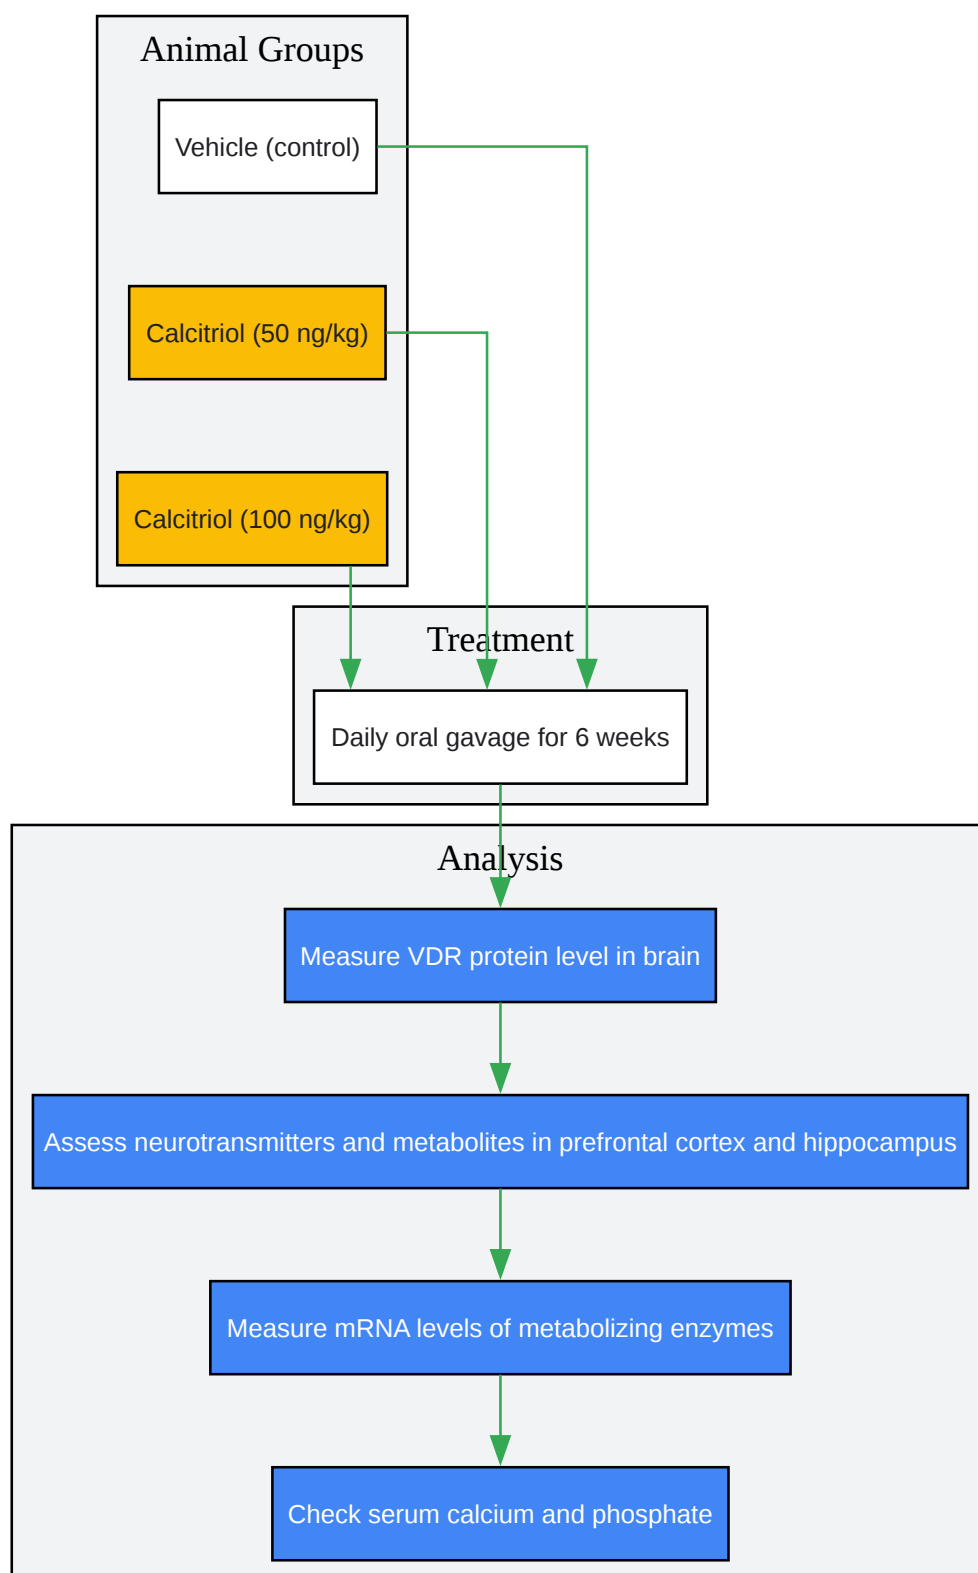 Animal Groups
Vehicle (control)
Calcitriol (50 ng/kg)
Calcitriol (100 ng/kg)
Treatment
Daily oral gavage for 6 weeks
Analysis
Measure VDR protein level in brain
Assess neurotransmitters and metabolites in prefrontal cortex and hippocampus
Measure mRNA levels of metabolizing enzymes
Check serum calcium and phosphate